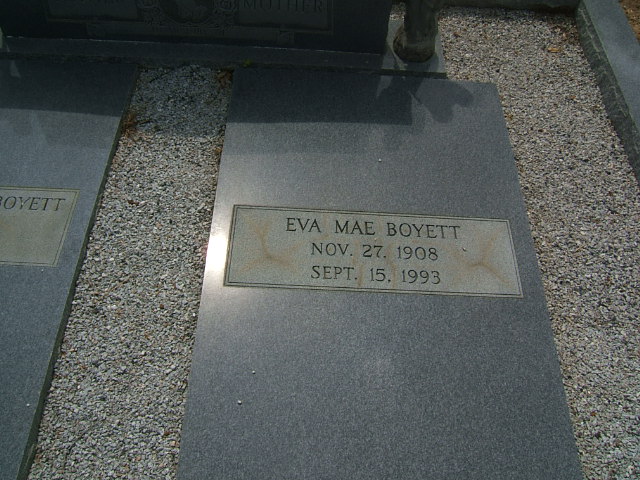 MOTHER
BOYETT
EVA MAE BOYETT
NOV. 27. 1908
SEPT. 15. 1993